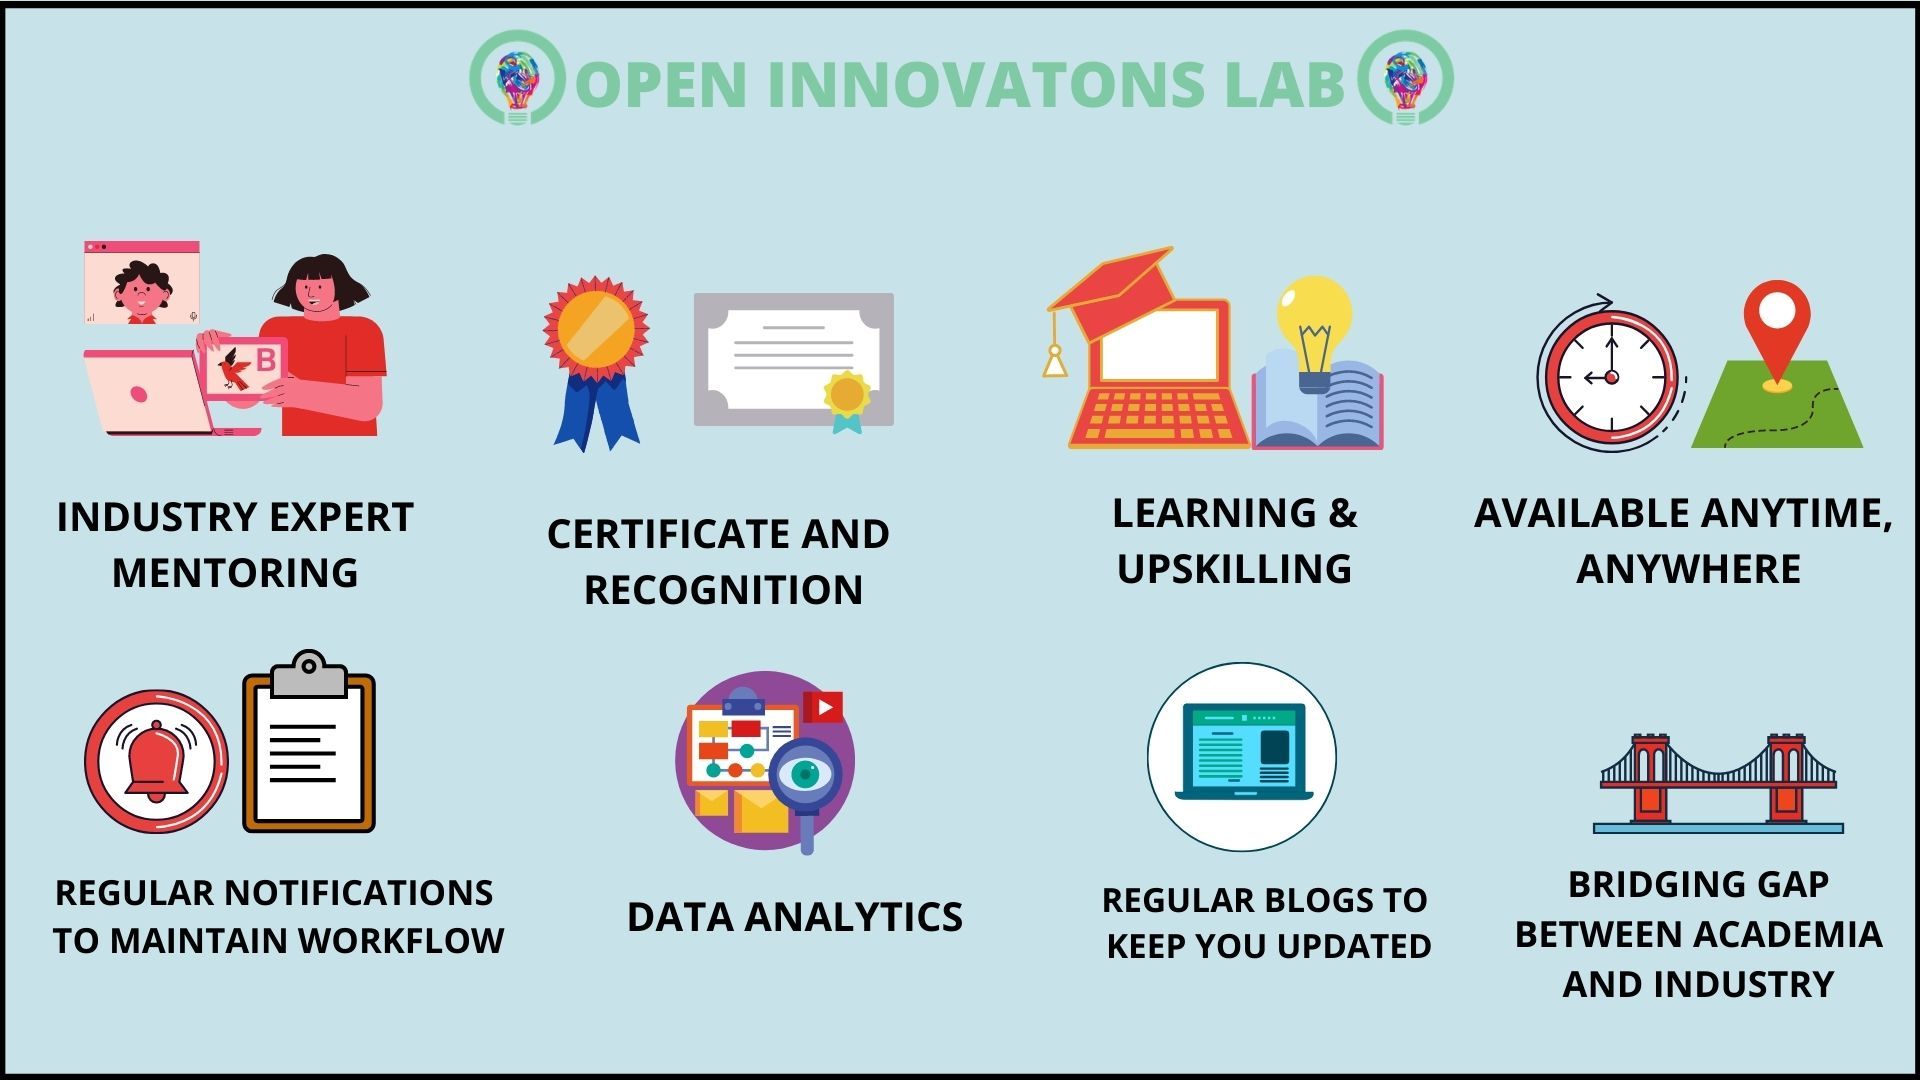 OPEN INNOVATONS LAB
B
INDUSTRY EXPERT
MENTORING
CERTIFICATE AND
RECOGNITION
LEARNING &
UPSKILLING
AVAILABLE ANYTIME,
ANYWHERE
REGULAR NOTIFICATIONS
TO MAINTAIN WORKFLOW
DATA ANALYTICS
REGULAR BLOGS TO
KEEP YOU UPDATED
BRIDGING GAP
BETWEEN ACADEMIA
AND INDUSTRY